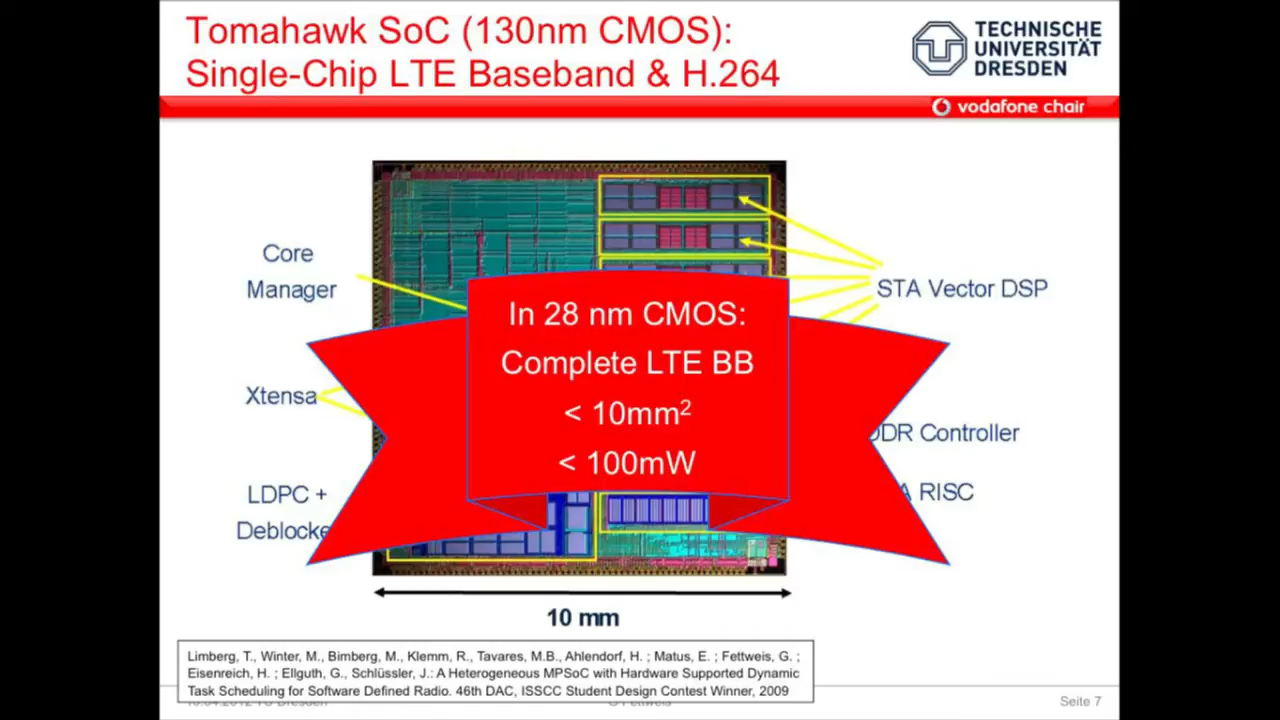 Tomahawk SoC (130nm CMOS):
Single-Chip LTE Baseband & H.264
TECHNISCHE
UNIVERSITÄT
DRESDEN
vodafone chair
Core
Manager
STA Vector DSP
In 28 nm CMOS:
Complete LTE BB
< 10mm²
< 100mW
Xtensa
DDR Controller
RISC
LDPC +
10 mm
Limberg, T., Winter, M., Bimberg, M., Klemm, R., Tavares, M.B., Ahlendorf, H. ; Matus, E. ; Fettweis, G. ;
Eisenreich, H. ; Ellguth, G., Schlüssler, J.: A Heterogeneous MPSoC with Hardware Supported Dynamic
Task Scheduling for Software Defined Radio. 46th DAC, ISSCC Student Design Contest Winner, 2009
Seite 7